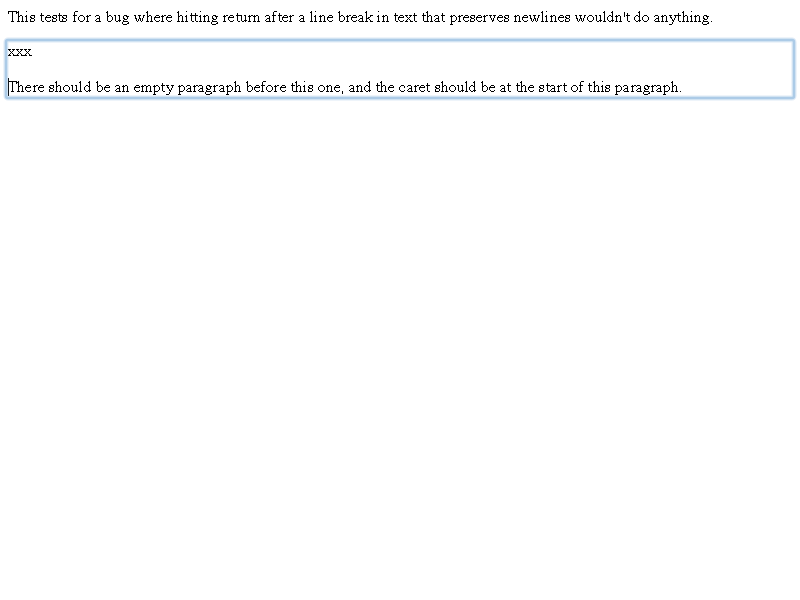 This tests for a bug where hitting return after a line break in text that preserves newlines wouldn't do anything.
xxx
There should be an empty paragraph before this one, and the caret should be at the start of this paragraph.